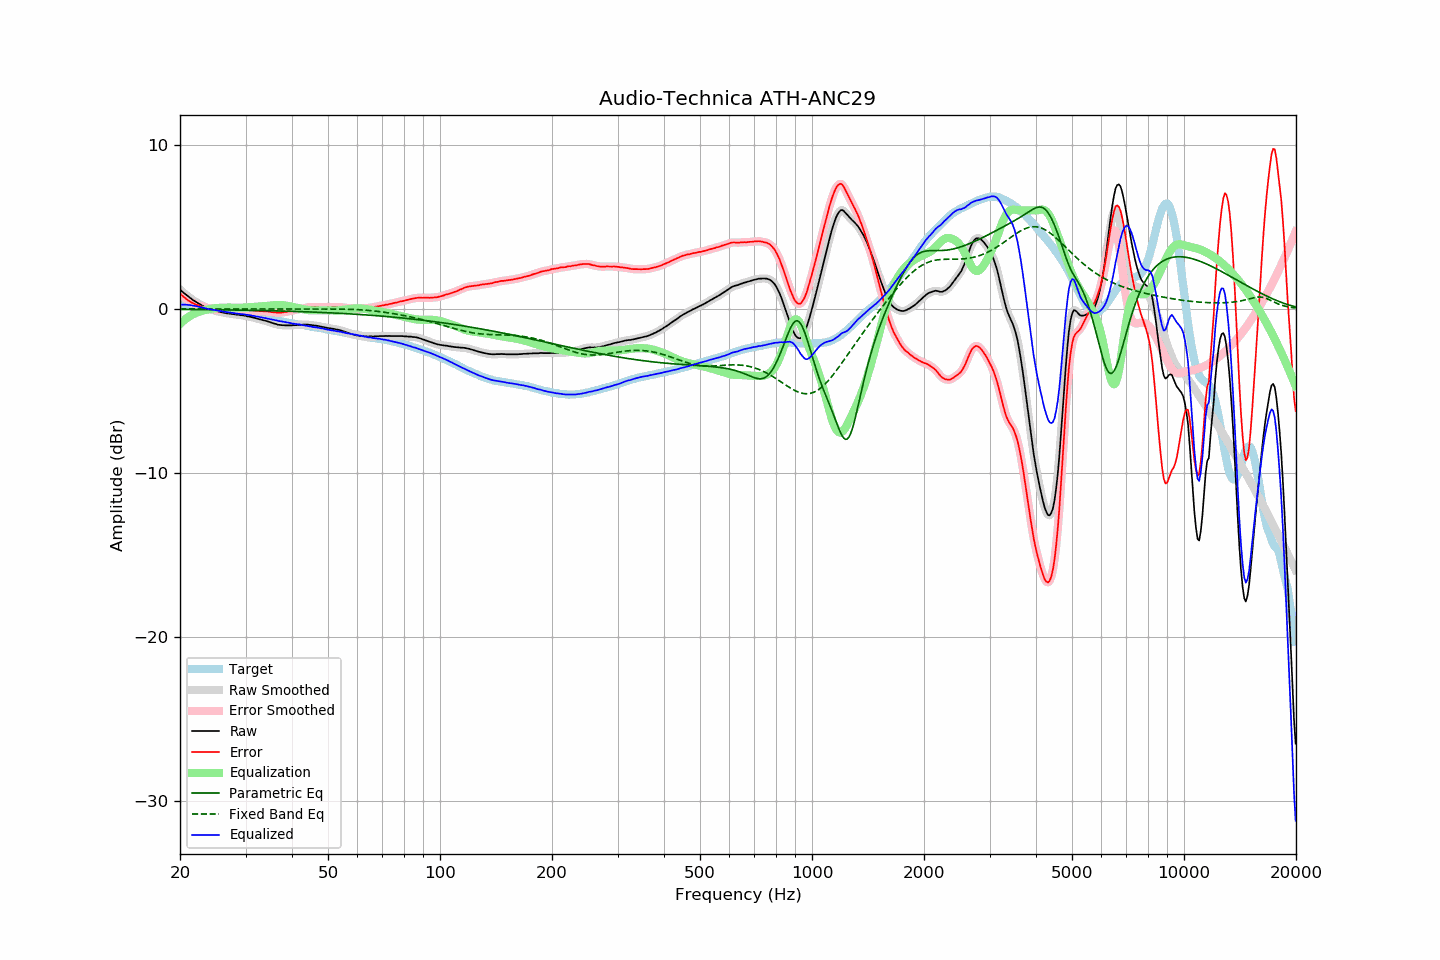 Audio-Technica ATH-ANC29
Amplitude (dBr)
10
0
−10
−20
−30
Target
Raw Smoothed
Error Smoothed
Raw
Error
Equalization
Parametric Eq
Fixed Band Eq
Equalized
20 50 100 200 500 1000 2000 5000 10000 20000
Frequency (Hz)